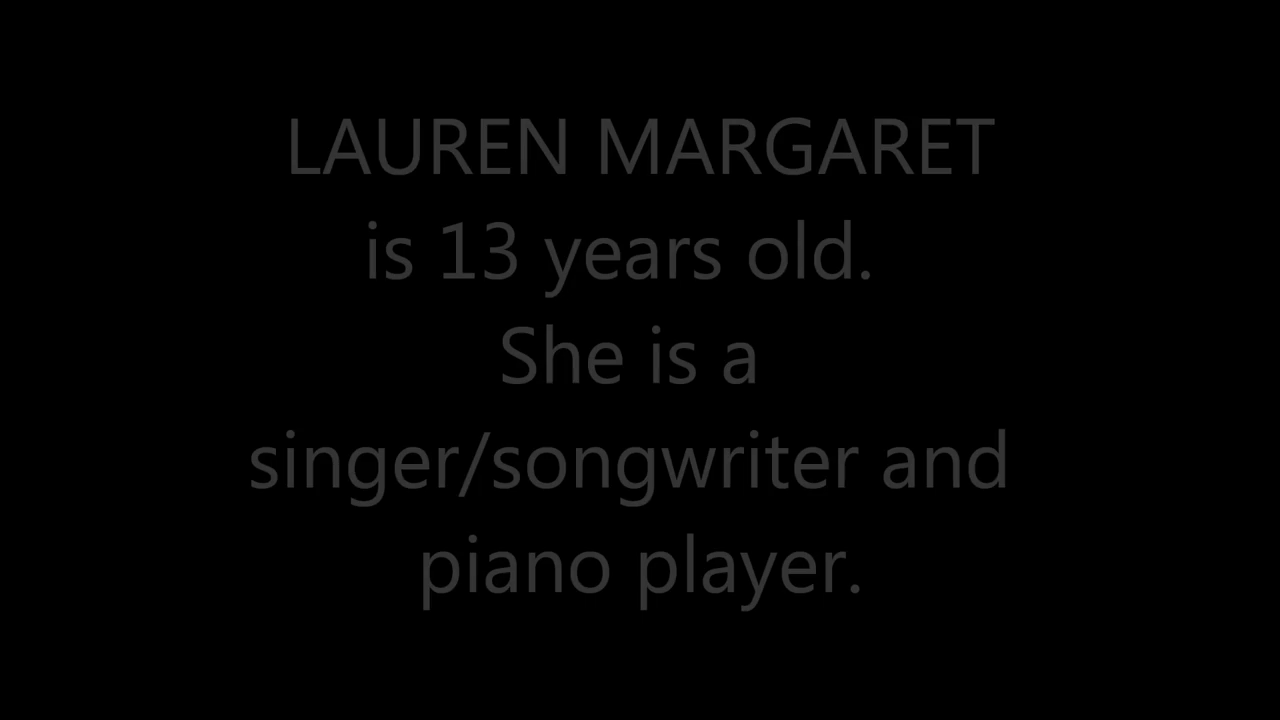 LAUREN MARGARET
is 13 years old.
She is a
singer/songwriter and
piano player.